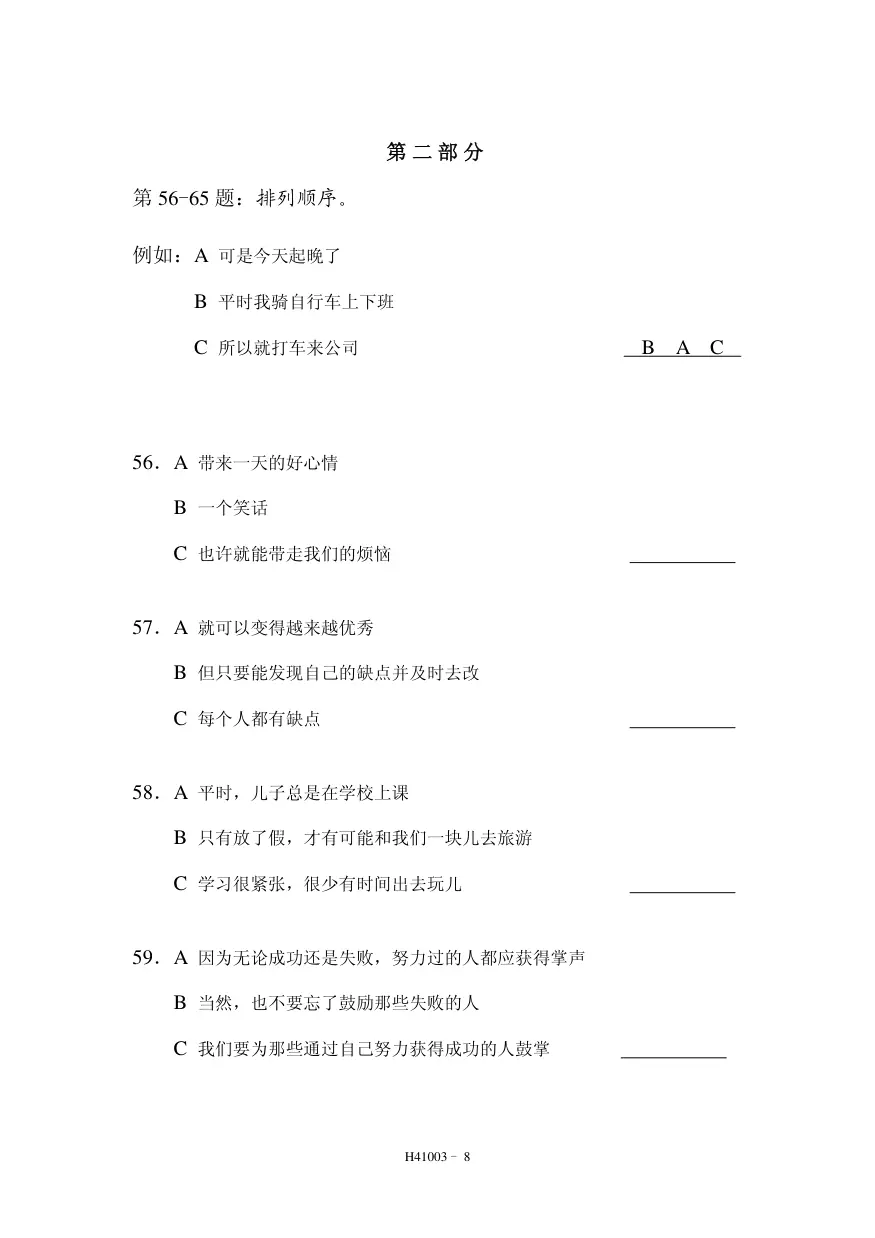 第 二 部 分
第 56-65 题：排列顺序。
例如：A 可是今天起晚了
B 平时我骑自行车上下班
C 所以就打车来公司 B A C
56．A 带来一天的好心情
B 一个笑话
C 也许就能带走我们的烦恼
57．A 就可以变得越来越优秀
B 但只要能发现自己的缺点并及时去改
C 每个人都有缺点
58．A 平时，儿子总是在学校上课
B 只有放了假，才有可能和我们一块儿去旅游
C 学习很紧张，很少有时间出去玩儿
59．A 因为无论成功还是失败，努力过的人都应获得掌声
B 当然，也不要忘了鼓励那些失败的人
C 我们要为那些通过自己努力获得成功的人鼓掌
H41003 - 8